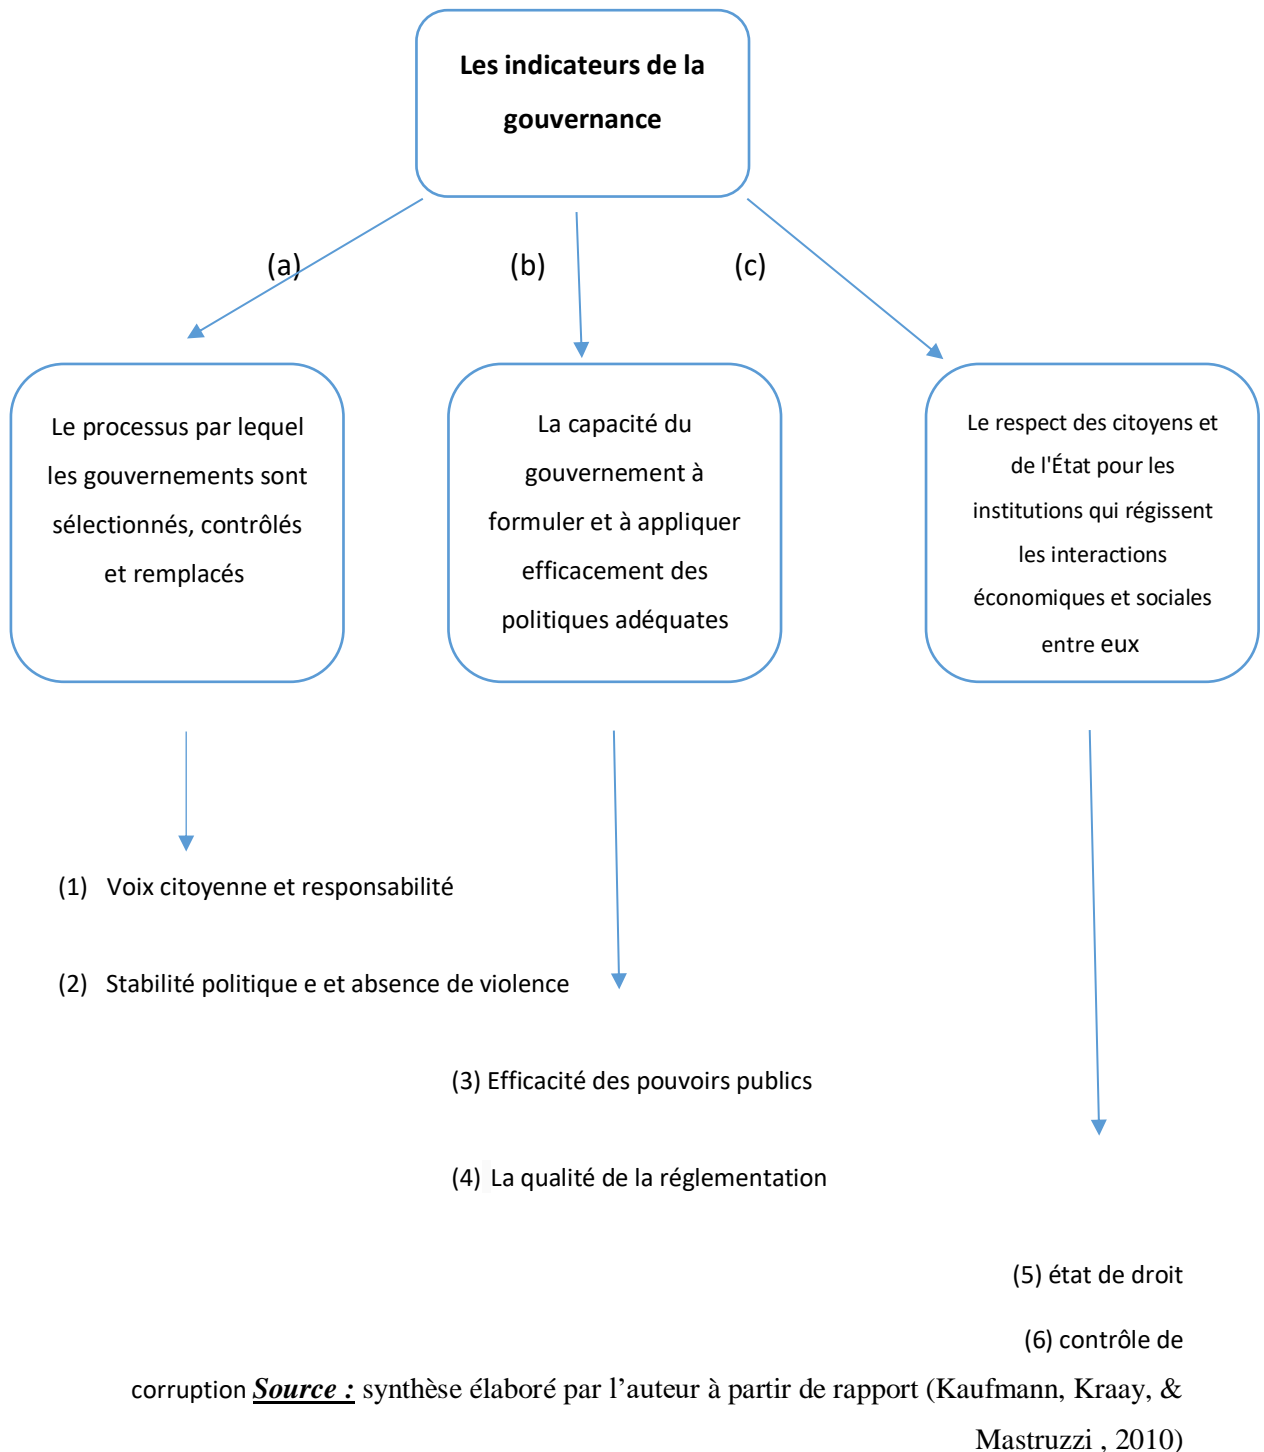 Les indicateurs de la
gouvernance
(a)
(b)
(c)
Le processus par lequel
les gouvernements sont
sélectionnés, contrôlés
et remplacés
La capacité du
gouvernement à
formuler et à appliquer
efficacement des
politiques adéquates
Le respect des citoyens et
de l'État pour les
institutions qui régissent
les interactions
économiques et sociales
entre eux
(1) Voix citoyenne et responsabilité
(2) Stabilité politique e et absence de violence
(3) Efficacité des pouvoirs publics
(4) La qualité de la réglementation
(5) état de droit
(6) contrôle de
corruption Source : synthèse élaboré par l’auteur à partir de rapport (Kaufmann, Kraay, &
Mastruzzi , 2010)